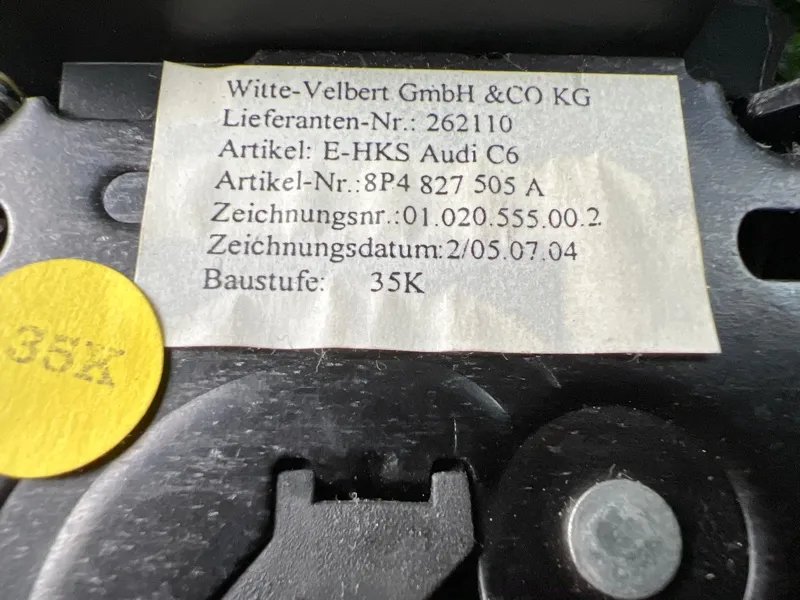 Witte-Velbert GmbH &CO KG
Lieferanten-Nr.: 262110
Artikel: E-HKS Audi C6
Artikel-Nr.:8P4 827 505 A
Zeichnungsnr.:01.020.555.00.2
Zeichnungsdatum:2/05.07.04
Baustufe: 35K
35K